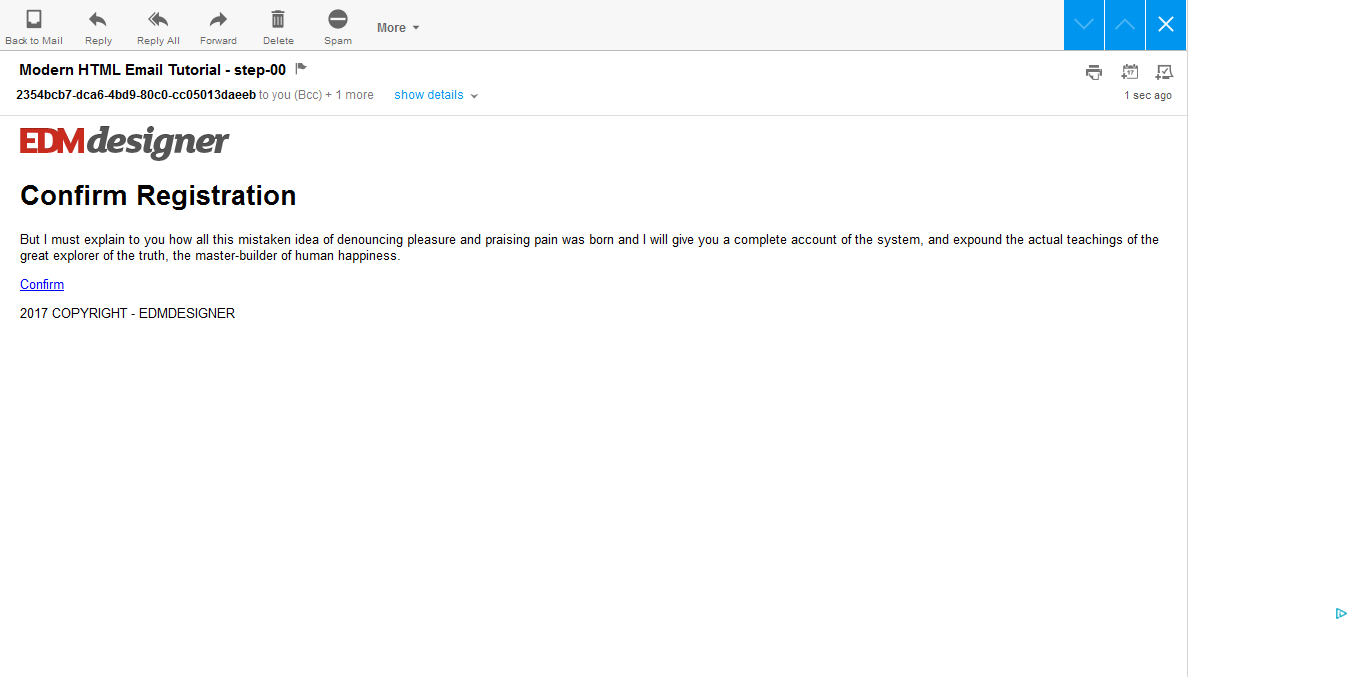 Back to Mail Reply Reply All Forward Delete Spam More
Modern HTML Email Tutorial - step-00
17
2354bcb7-dca6-4bd9-80c0-cc05013daeeb to you (Bcc) + 1 more show details 1 sec ago
EDMdesigner
Confirm Registration
But I must explain to you how all this mistaken idea of denouncing pleasure and praising pain was born and I will give you a complete account of the system, and expound the actual teachings of the
great explorer of the truth, the master-builder of human happiness.
Confirm
2017 COPYRIGHT - EDMDESIGNER